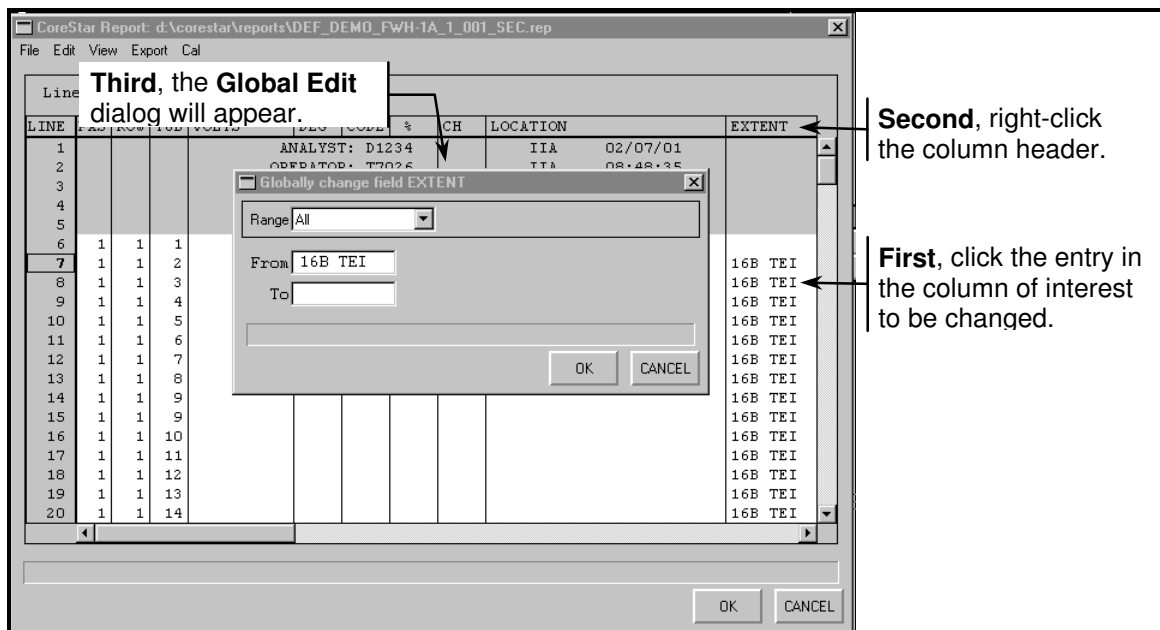 CoreStar Report: d:\corestar\reports\DEF_DEMO_FWH-1A_1_001_SEC.rep
File Edit View Export Cal
Line
Third, the Global Edit
dialog will appear.
LINE EXTENT CH LOCATION %
1 ANALYST: D1234 IIA 02/07/01
2 OPERATOR: T7026 IIA 08:48:35
3
4
5
6 1 1 1
7 1 1 2 16B TEI
8 1 1 3 16B TEI
9 1 1 4 16B TEI
10 1 1 5 16B TEI
11 1 1 6 16B TEI
12 1 1 7 16B TEI
13 1 1 8 16B TEI
14 1 1 9 16B TEI
15 1 1 9 16B TEI
16 1 1 10 16B TEI
17 1 1 11 16B TEI
18 1 1 12 16B TEI
19 1 1 13 16B TEI
20 1 1 14 16B TEI
Globally change field EXTENT
Range All
From 16B TEI
To
OK CANCEL
OK CANCEL
Second, right-click
the column header.
First, click the entry in
the column of interest
to be changed.